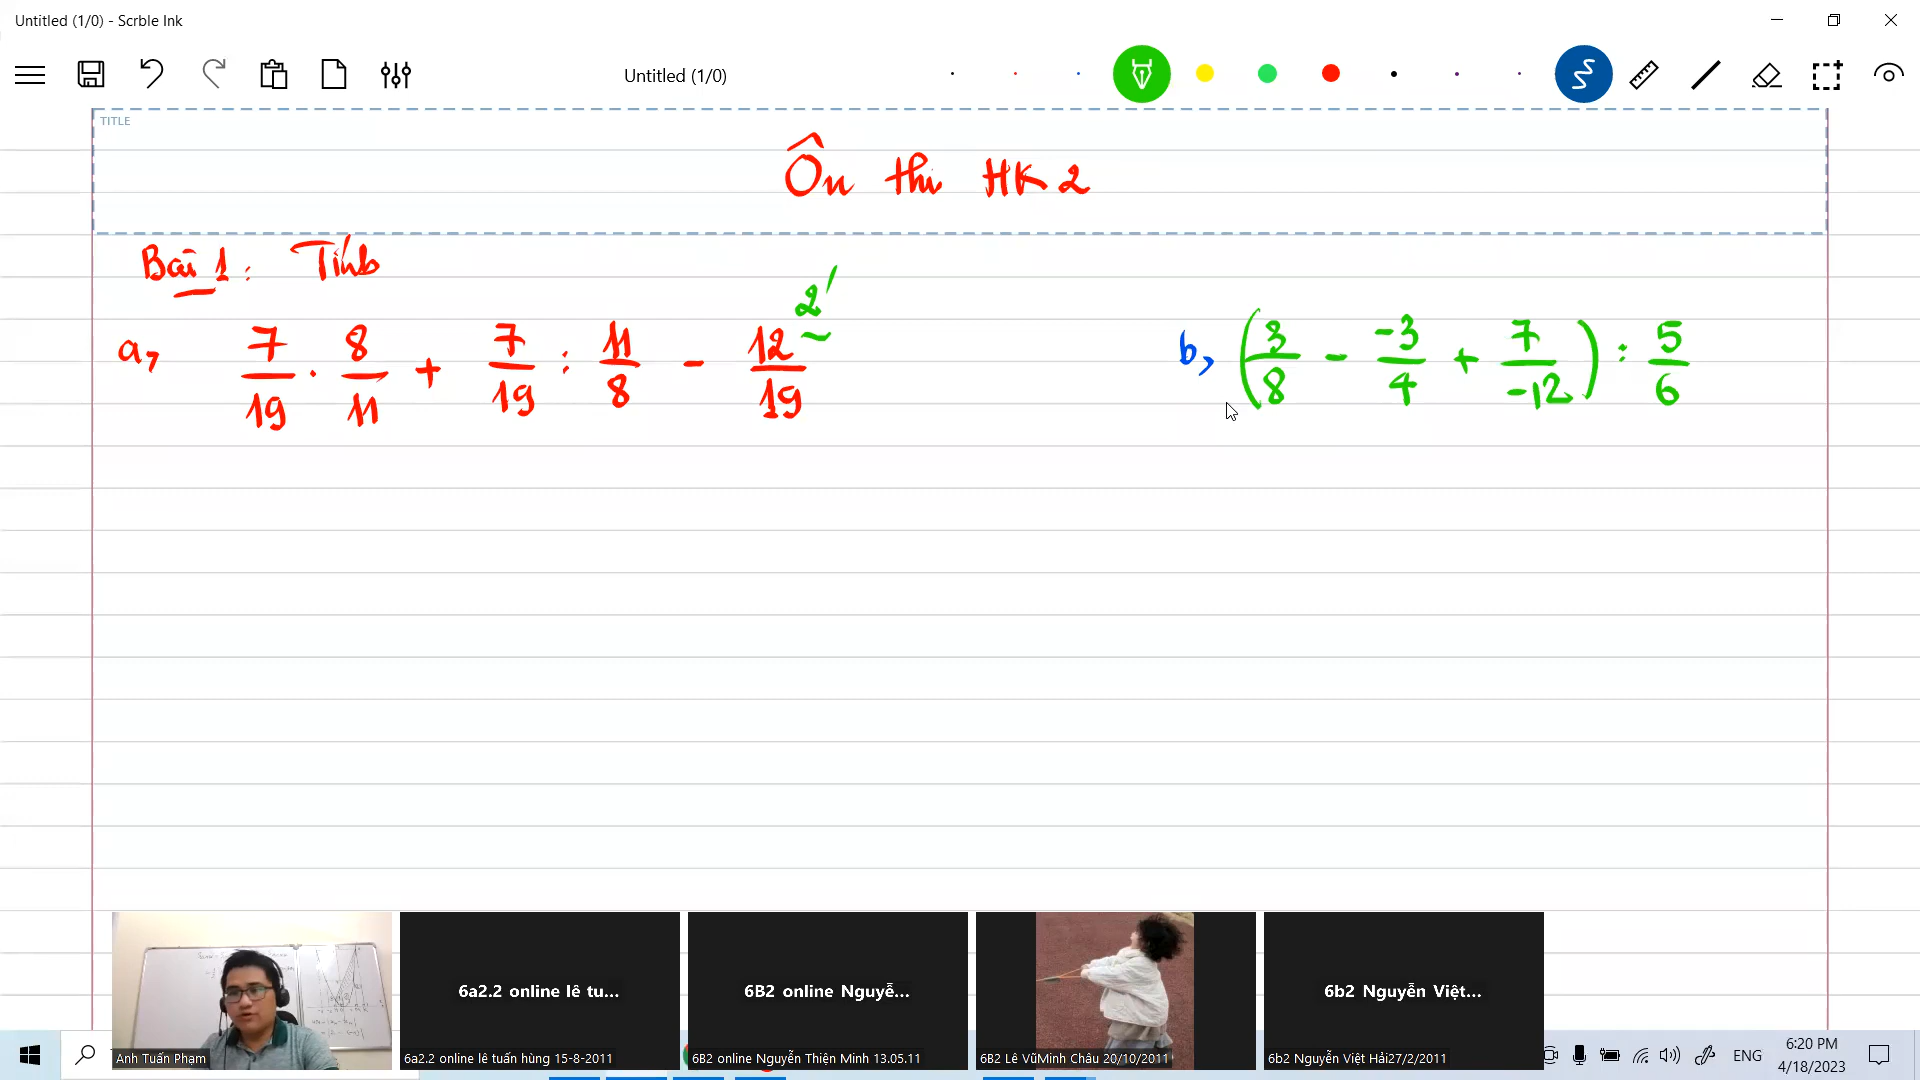 Untitled (1/0) - Scrble Ink
Untitled (1/0)
TITLE
Ôn thi HK2
Bài 1: Tính
2'
a, 7/19 . 8/11 + 7/19 : 11/8 - 12/19
b, (3/8 - -3/4 + 7/-12) : 5/6
6a2.2 online lê tu...
6B2 online Nguyễ...
6b2 Nguyễn Việt...
Anh Tuấn Phạm
6a2.2 online lê tuấn hùng 15-8-2011
6B2 online Nguyễn Thiện Minh 13.05.11
6B2 Lê VũMinh Châu 20/10/2011
6b2 Nguyễn Việt Hải27/2/2011
ENG
6:20 PM
4/18/2023